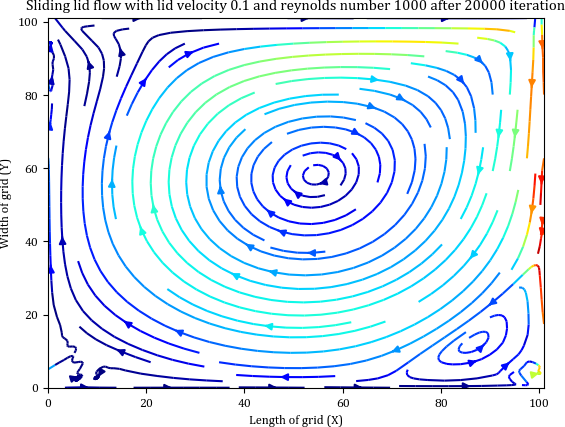 Sliding lid flow with lid velocity 0.1 and reynolds number 1000 after 20000 iteration
100
80
60
40
20
0
Width of grid (Y)
0 20 40 60 80 100
Length of grid (X)